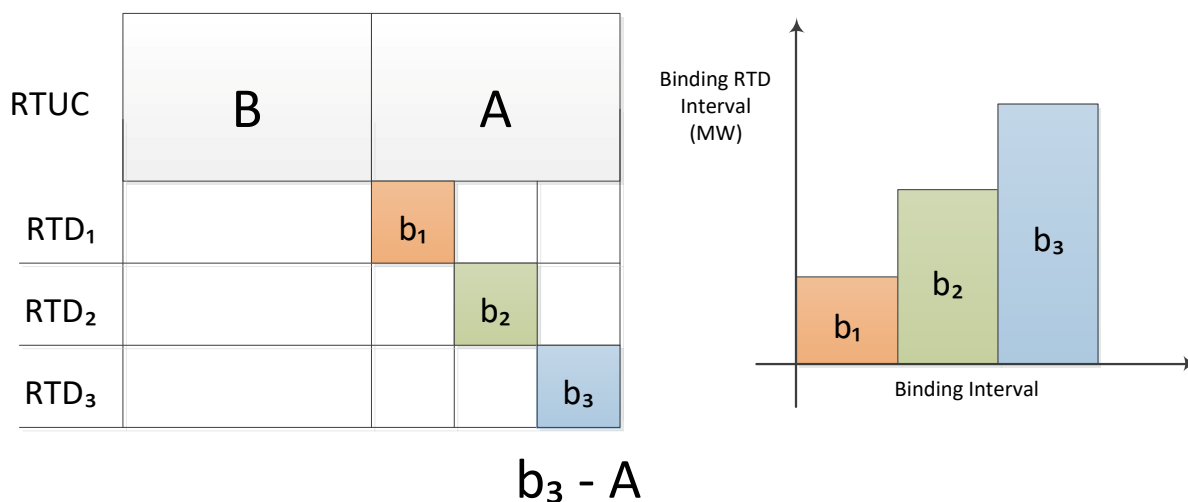 RTUC
B
A
RTD₁
b₁
RTD₂
b₂
RTD₃
b₃
Binding RTD
Interval
(MW)
b₁
b₂
b₃
Binding Interval
b₃ - A